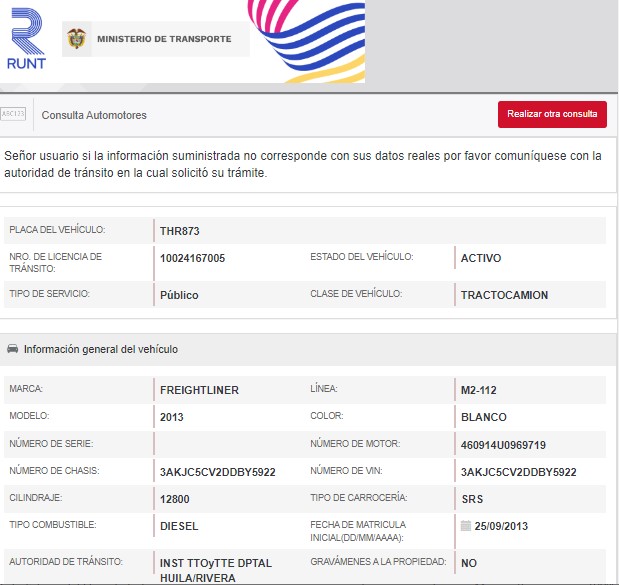 RUNT
MINISTERIO DE TRANSPORTE
ASC123
Consulta Automotores
Realizar otra consulta
Señor usuario si la información suministrada no corresponde con sus datos reales por favor comuníquese con la
autoridad de tránsito en la cual solicitó su trámite.
PLACA DEL VEHÍCULO: THR873
NRO. DE LICENCIA DE TRÁNSITO: 10024167005 ESTADO DEL VEHÍCULO: ACTIVO
TIPO DE SERVICIO: Público CLASE DE VEHÍCULO: TRACTOCAMION
Información general del vehículo
MARCA: FREIGHTLINER LÍNEA: M2-112
MODELO: 2013 COLOR: BLANCO
NÚMERO DE SERIE: NÚMERO DE MOTOR: 460914U0969719
NÚMERO DE CHASIS: 3AKJC5CV2DDBY5922 NÚMERO DE VIN: 3AKJC5CV2DDBY5922
CILINDRAJE: 12800 TIPO DE CARROCERÍA: SRS
TIPO COMBUSTIBLE: DIESEL FECHA DE MATRICULA INICIAL(DD/MM/AAAA): 25/09/2013
AUTORIDAD DE TRÁNSITO: INST TTOyTTE DPTAL HUILA/RIVERA GRAVÁMENES A LA PROPIEDAD: NO